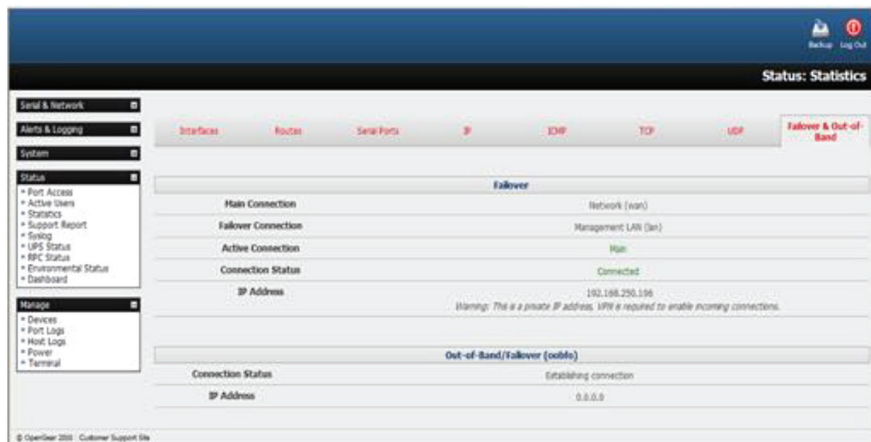 Backup Log Out
Status: Statistics
Serial & Network
Alerts & Logging
System
Status
Port Access
Active Users
Statistics
Support Report
Syslog
UPS Status
RPC Status
Environmental Status
Dashboard
Manage
Devices
Port Logs
Host Logs
Power
Terminal
Interfaces Routes Serial Ports IP ICMP TCP UDP Failover & Out-of-
Band
Failover
Main Connection Network (wan)
Failover Connection Management LAN (lan)
Active Connection Main
Connection Status Connected
IP Address 192.168.250.196
Warning: This is a private IP address, VPN is required to enable incoming connections.
Out-of-Band/Failover (oobfo)
Connection Status Establishing connection
IP Address 0.0.0.0
© OpenGear 2010 Customer Support Site